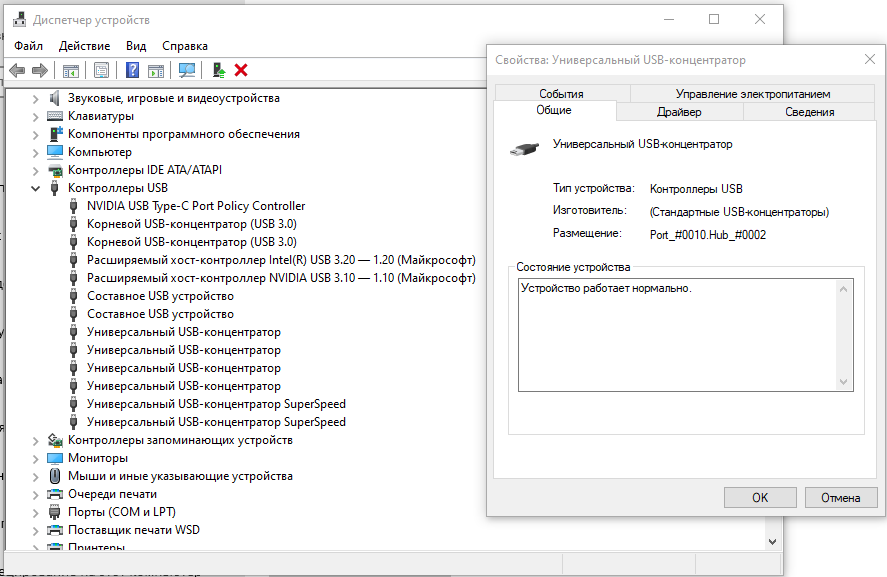 Диспетчер устройств
Файл Действие Вид Справка
Звуковые, игровые и видеоустройства
Клавиатуры
Компоненты программного обеспечения
Компьютер
Контроллеры IDE ATA/ATAPI
Контроллеры USB
NVIDIA USB Type-C Port Policy Controller
Корневой USB-концентратор (USB 3.0)
Корневой USB-концентратор (USB 3.0)
Расширяемый хост-контроллер Intel(R) USB 3.20 — 1.20 (Майкрософт)
Расширяемый хост-контроллер NVIDIA USB 3.10 — 1.10 (Майкрософт)
Составное USB устройство
Составное USB устройство
Универсальный USB-концентратор
Универсальный USB-концентратор
Универсальный USB-концентратор
Универсальный USB-концентратор
Универсальный USB-концентратор SuperSpeed
Универсальный USB-концентратор SuperSpeed
Контроллеры запоминающих устройств
Мониторы
Мыши и иные указывающие устройства
Очереди печати
Порты (COM и LPT)
Поставщик печати WSD
Принтеры
Свойства: Универсальный USB-концентратор
События Управление электропитанием
Общие Драйвер Сведения
Универсальный USB-концентратор
Тип устройства: Контроллеры USB
Изготовитель: (Стандартные USB-концентраторы)
Размещение: Port_#0010.Hub_#0002
Состояние устройства
Устройство работает нормально.
OK Отмена